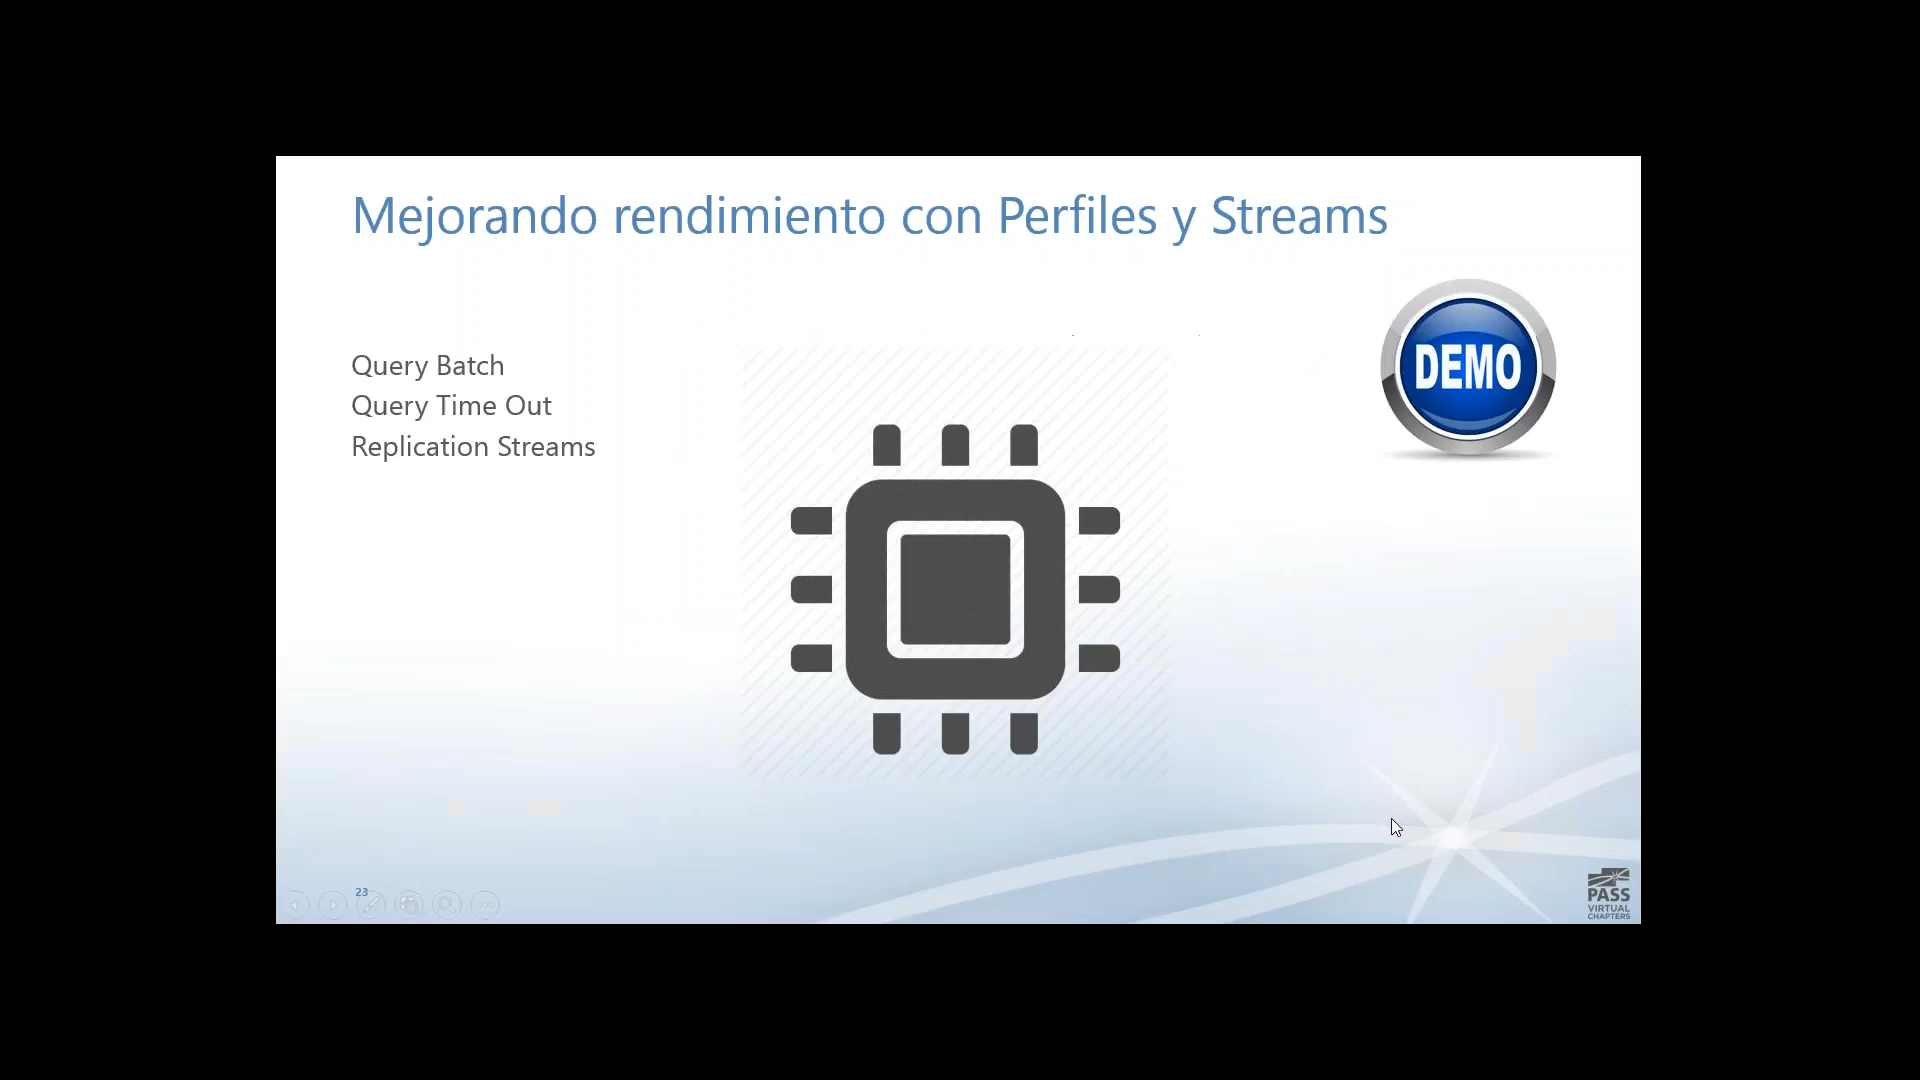 Mejorando rendimiento con Perfiles y Streams
Query Batch
Query Time Out
Replication Streams
DEMO
23
PASS
VIRTUAL
CHAPTERS